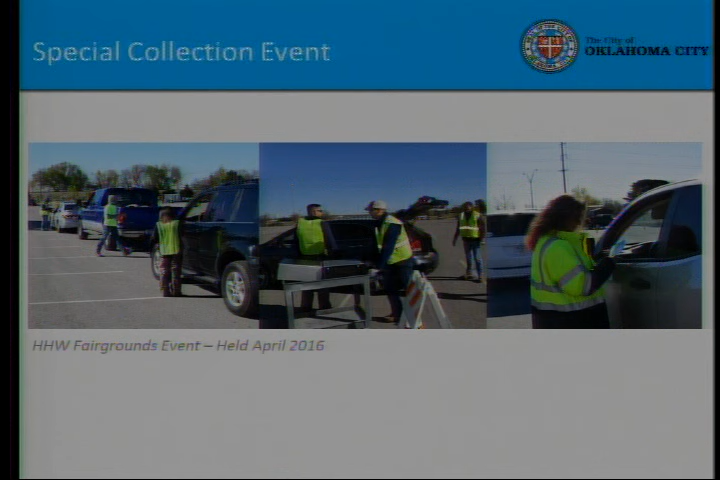 Special Collection Event
The City of
OKLAHOMA CITY
HHW Fairgrounds Event – Held April 2016